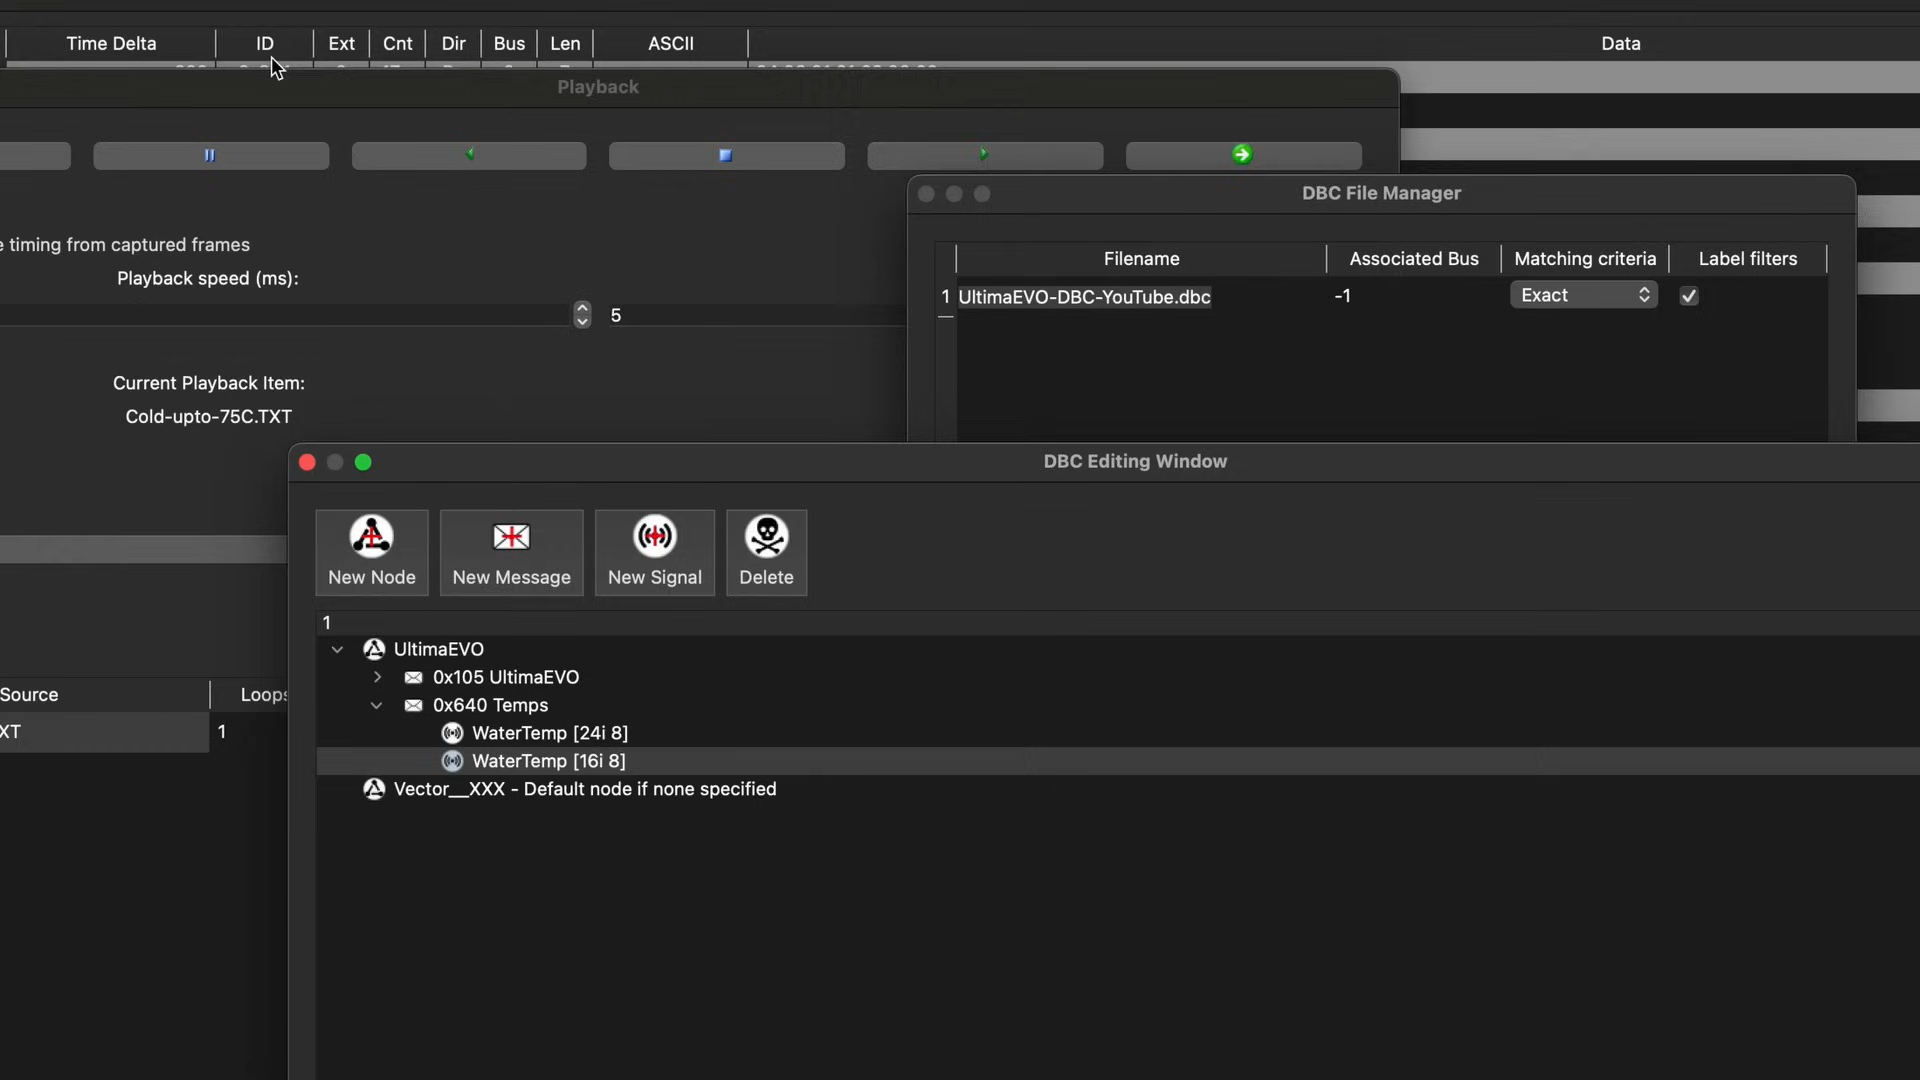 Time Delta ID Ext Cnt Dir Bus Len ASCII Data
Playback
DBC File Manager
e timing from captured frames
Playback speed (ms):
5
Filename Associated Bus Matching criteria Label filters
1 UltimaEVO-DBC-YouTube.dbc -1 Exact
Current Playback Item:
Cold-upto-75C.TXT
DBC Editing Window
New Node New Message New Signal Delete
1
UltimaEVO
0x105 UltimaEVO
0x640 Temps
WaterTemp [24i 8]
WaterTemp [16i 8]
Vector__XXX - Default node if none specified
Source Loops
XT 1